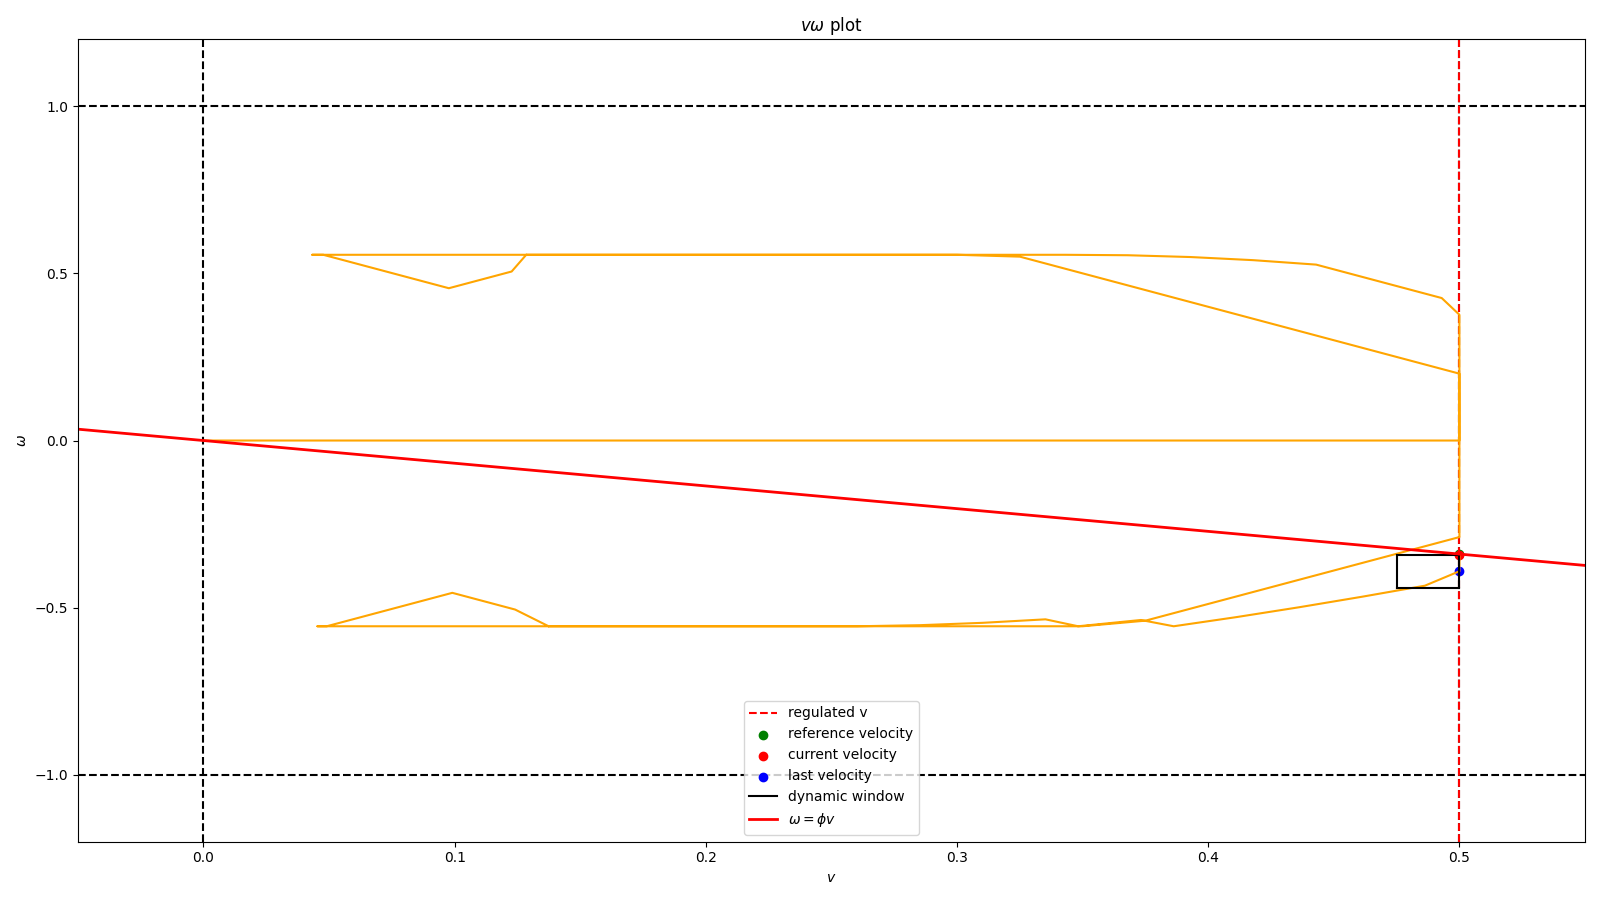 vω plot
1.0
0.5
0.0
−0.5
−1.0
ω
0.0 0.1 0.2 0.3 0.4 0.5
v
regulated v
reference velocity
current velocity
last velocity
dynamic window
ω = ϕv